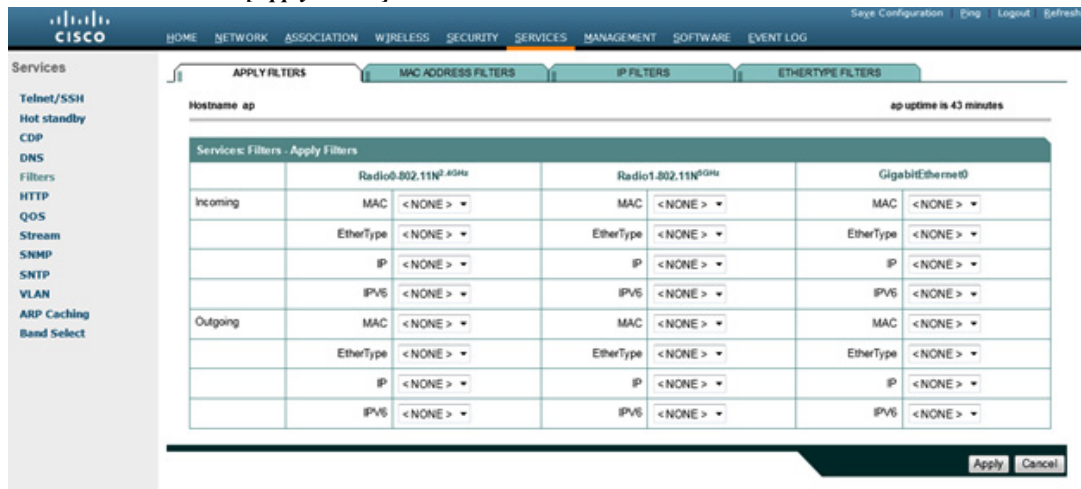 Save Configuration Ping Logout Refresh
CISCO
HOME NETWORK ASSOCIATION WIRELESS SECURITY SERVICES MANAGEMENT SOFTWARE EVENT LOG
Services
Telnet/SSH
Hot standby
CDP
DNS
Filters
HTTP
QOS
Stream
SNMP
SNTP
VLAN
ARP Caching
Band Select
APPLY FILTERS MAC ADDRESS FILTERS IP FILTERS ETHERTYPE FILTERS
Hostname ap ap uptime is 43 minutes
Services: Filters - Apply Filters
Radio0-802.11N2.4GHz Radio1-802.11N5GHz GigabitEthernet0
Incoming MAC <NONE> MAC <NONE> MAC <NONE>
EtherType <NONE> EtherType <NONE> EtherType <NONE>
IP <NONE> IP <NONE> IP <NONE>
IPV6 <NONE> IPV6 <NONE> IPV6 <NONE>
Outgoing MAC <NONE> MAC <NONE> MAC <NONE>
EtherType <NONE> EtherType <NONE> EtherType <NONE>
IP <NONE> IP <NONE> IP <NONE>
IPV6 <NONE> IPV6 <NONE> IPV6 <NONE>
Apply Cancel